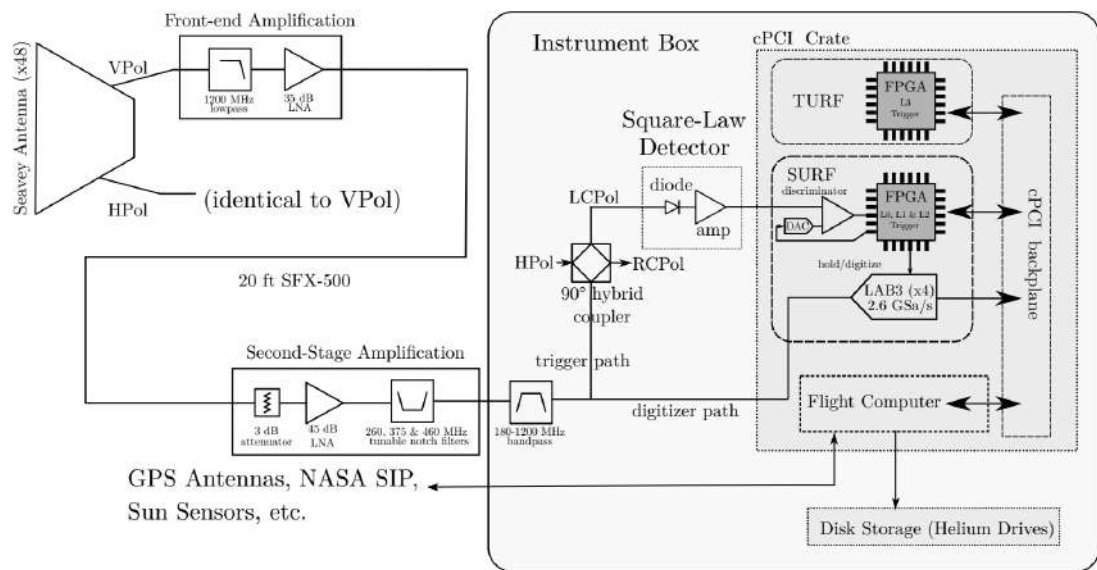 Seavey Antenna (x48)
VPol
HPol
(identical to VPol)
Front-end Amplification
1200 MHz
lowpass
35 dB
LNA
20 ft SFX-500
Second-Stage Amplification
3 dB
attenuator
45 dB
LNA
260, 375 & 460 MHz
tunable notch filters
GPS Antennas, NASA SIP,
Sun Sensors, etc.
Instrument Box
180-1200 MHz
bandpass
trigger path
digitizer path
HPol
LCPol
RCPol
90° hybrid
coupler
Square-Law
Detector
diode
amp
cPCI Crate
TURF
FPGA
L3
Trigger
SURF
discriminator
DAC
FPGA
L0, L1 & L2
Trigger
hold/digitize
LAB3 (x4)
2.6 GSa/s
cPCI backplane
Flight Computer
Disk Storage (Helium Drives)